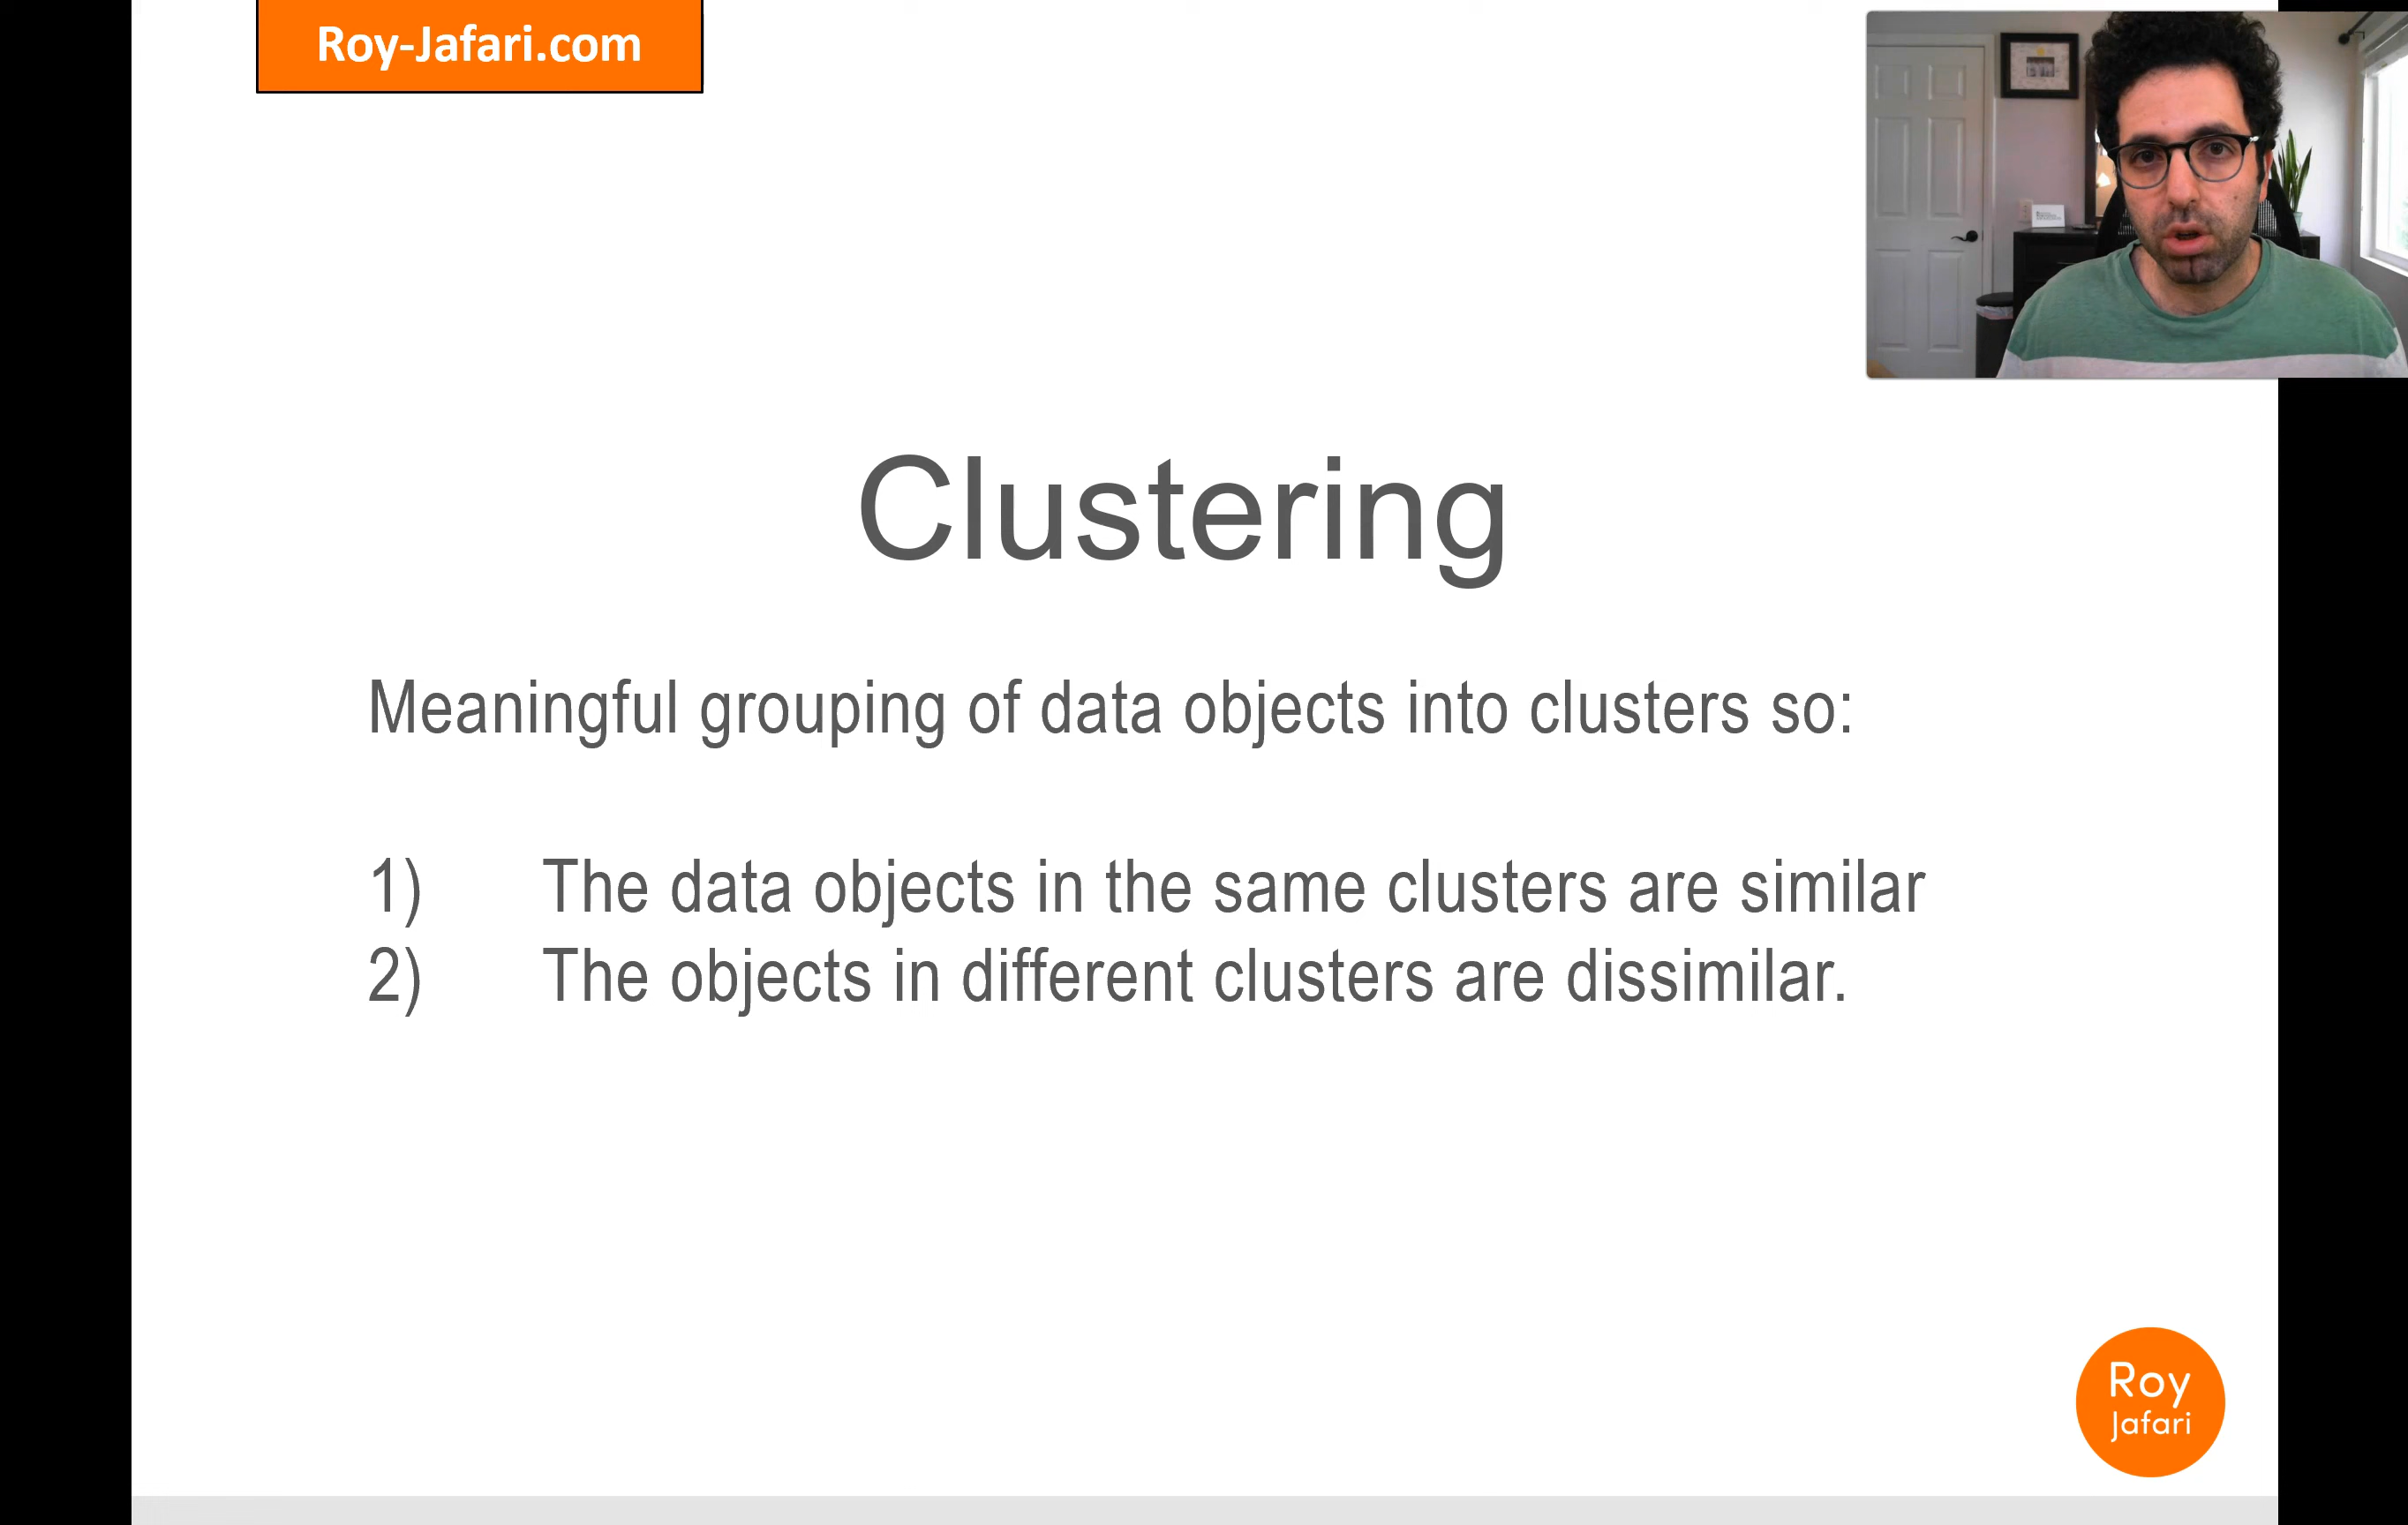 Roy-Jafari.com
Clustering
Meaningful grouping of data objects into clusters so:
1) The data objects in the same clusters are similar
2) The objects in different clusters are dissimilar.
Roy
Jafari